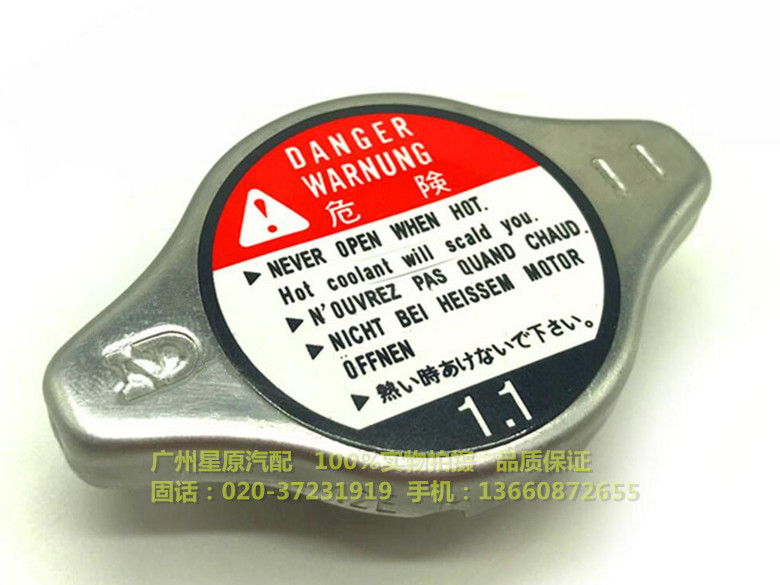 DANGER
WARNUNG
危 険
▶ NEVER OPEN WHEN HOT.
Hot coolant will scald you.
▶ N'OUVREZ PAS QUAND CHAUD.
▶ NICHT BEI HEISSEM MOTOR
ÖFFNEN
▶ 熱い時あけないで下さい。
1.1
广州星原汽配 100%实物拍摄 品质保证
固话：020-37231919 手机：13660872655